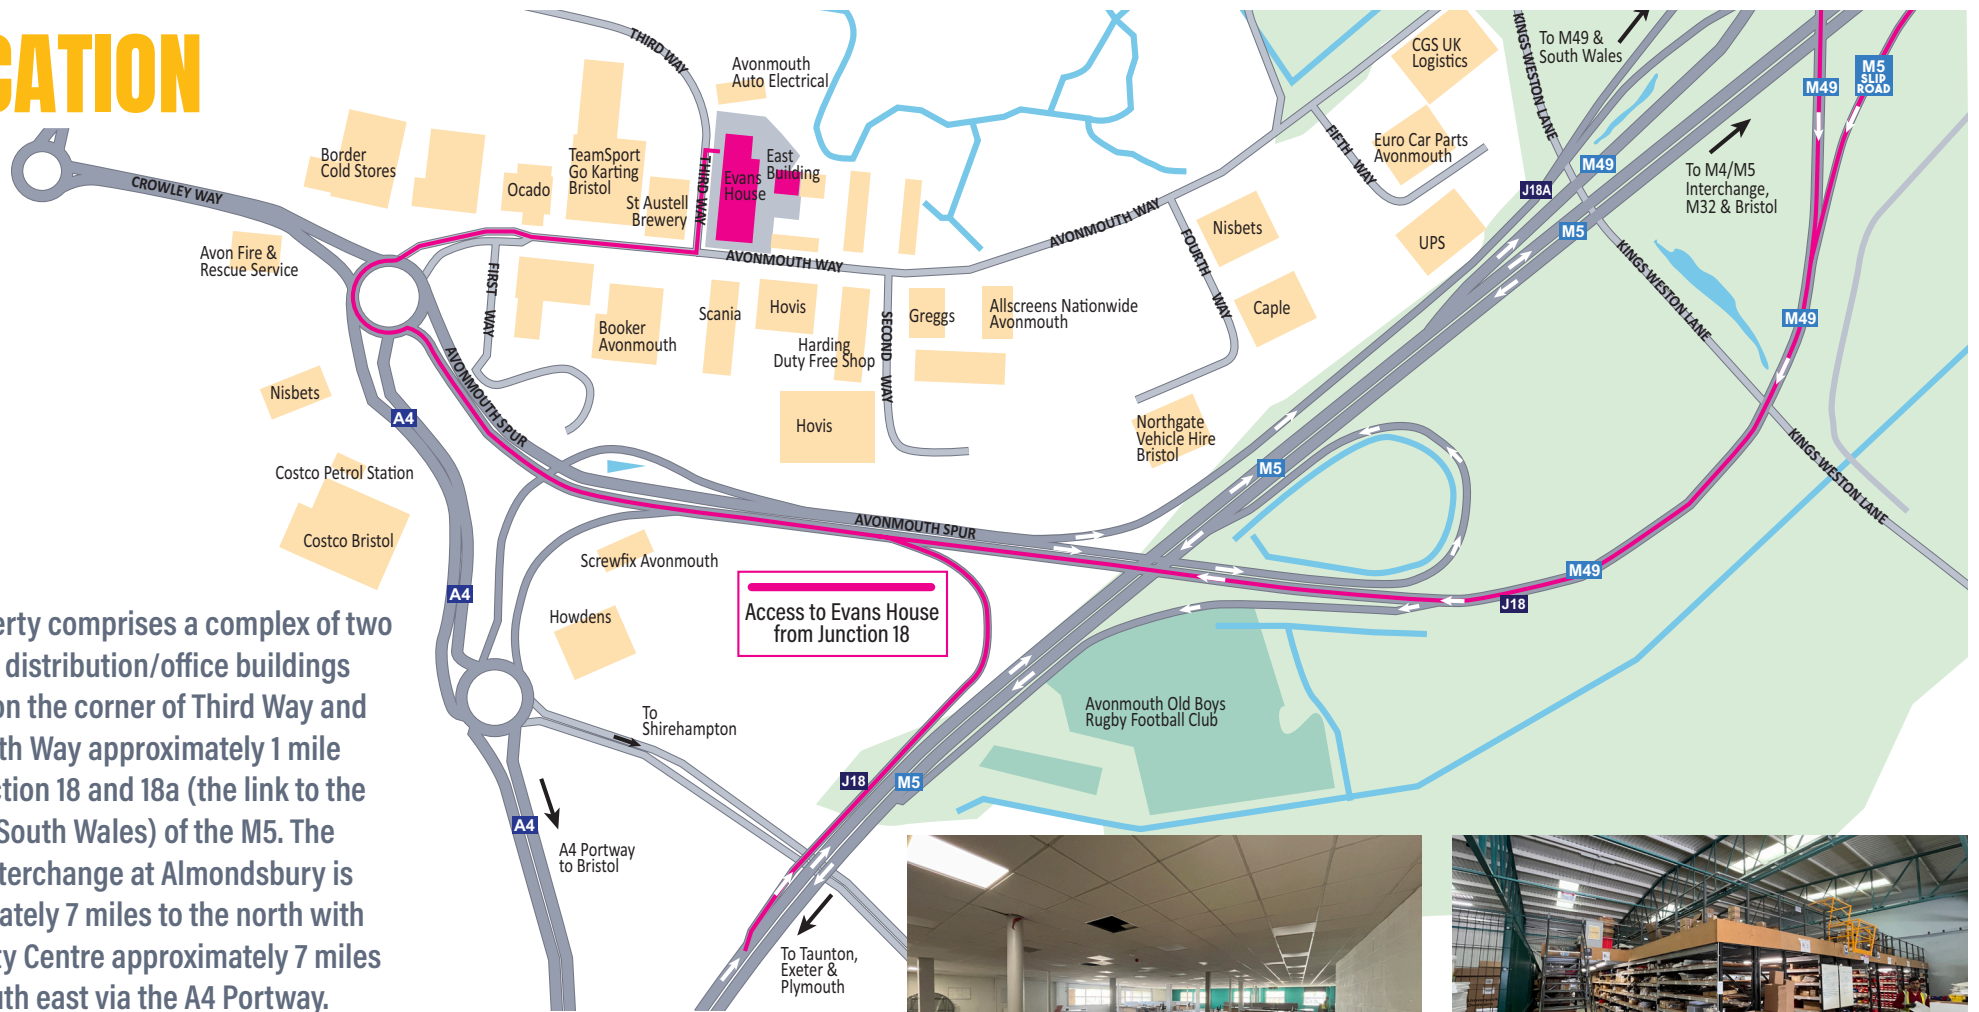 CATION
THIRD WAY
Avonmouth
Auto Electrical
CGS UK
Logistics
KINGS WESTON LANE
To M49 &
South Wales
M49
M5
SLIP
ROAD
Border
Cold Stores
TeamSport
Go Karting
Bristol
Ocado
St Austell
Brewery
THIRD WAY
Evans
House
East
Building
FIFTH WAY
Euro Car Parts
Avonmouth
M49
J18A
To M4/M5
Interchange,
M32 & Bristol
CROWLEY WAY
Avon Fire &
Rescue Service
AVONMOUTH WAY
AVONMOUTH WAY
Nisbets
UPS
M5
KINGS WESTON LANE
FIRST WAY
FOURTH WAY
Booker
Avonmouth
Scania
Hovis
Harding
Duty Free Shop
SECOND WAY
Greggs
Allscreens Nationwide
Avonmouth
Caple
M49
AVONMOUTH SPUR
Nisbets
A4
Hovis
Northgate
Vehicle Hire
Bristol
M5
KINGS WESTON LANE
Costco Petrol Station
Costco Bristol
AVONMOUTH SPUR
Screwfix Avonmouth
M49
J18
A4
Howdens
Access to Evans House
from Junction 18
To
Shirehampton
Avonmouth Old Boys
Rugby Football Club
J18
M5
A4
A4 Portway
to Bristol
To Taunton,
Exeter &
Plymouth
erty comprises a complex of two
distribution/office buildings
on the corner of Third Way and
th Way approximately 1 mile
ction 18 and 18a (the link to the
South Wales) of the M5. The
terchange at Almondsbury is
ately 7 miles to the north with
ty Centre approximately 7 miles
uth east via the A4 Portway.